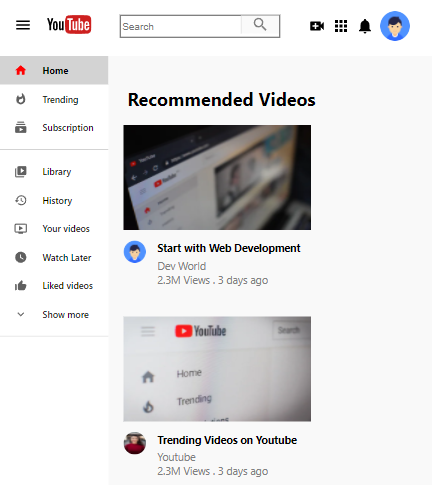 YouTube
Search
Home
Trending
Subscription
Library
History
Your videos
Watch Later
Liked videos
Show more
Recommended Videos
YouTube
Start with Web Development
Dev World
2.3M Views . 3 days ago
YouTube
Search
Home
Trending
Trending Videos on Youtube
Youtube
2.3M Views . 3 days ago